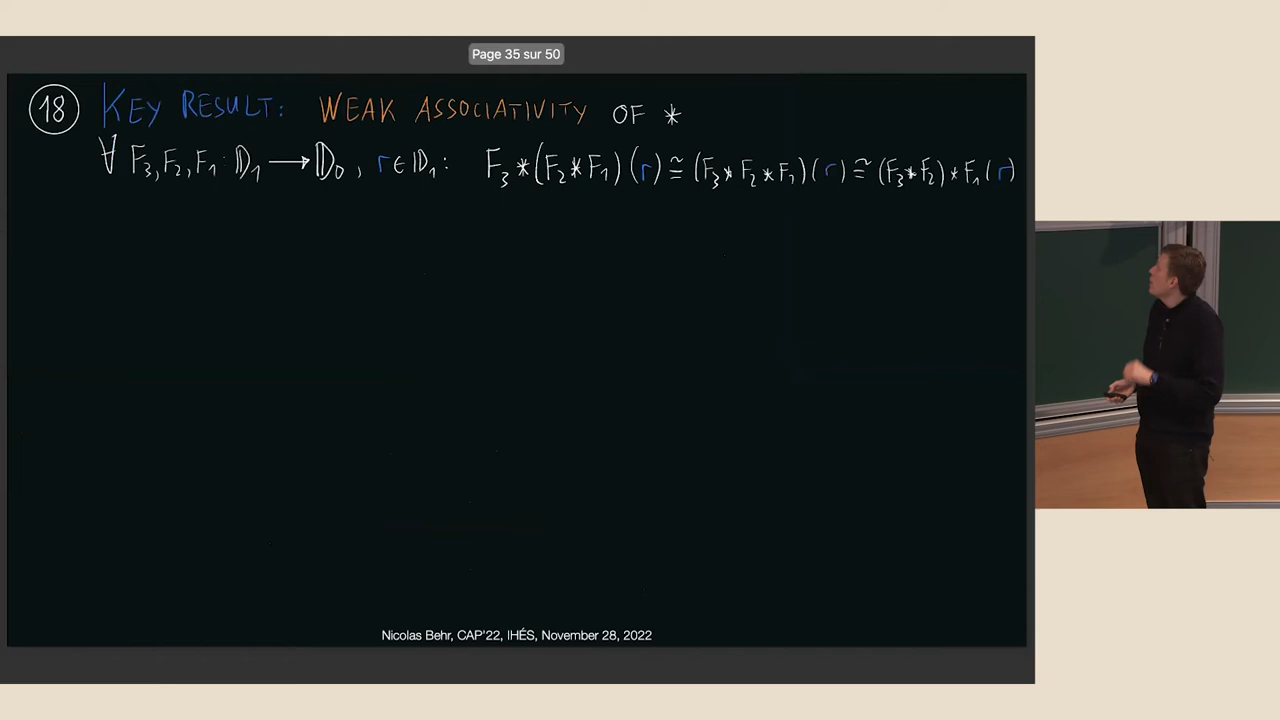 Page 35 sur 50
18 KEY RESULT: WEAK ASSOCIATIVITY OF *
∀ F₃, F₂, F₁ : 𝔻₁ ⟶ 𝔻₀, r ∈ 𝔻₁ : F₃ * (F₂ * F₁)(r) ≅ (F₃ * F₂ * F₁)(r) ≅ (F₃ * F₂) * F₁(r)
Nicolas Behr, CAP'22, IHÉS, November 28, 2022